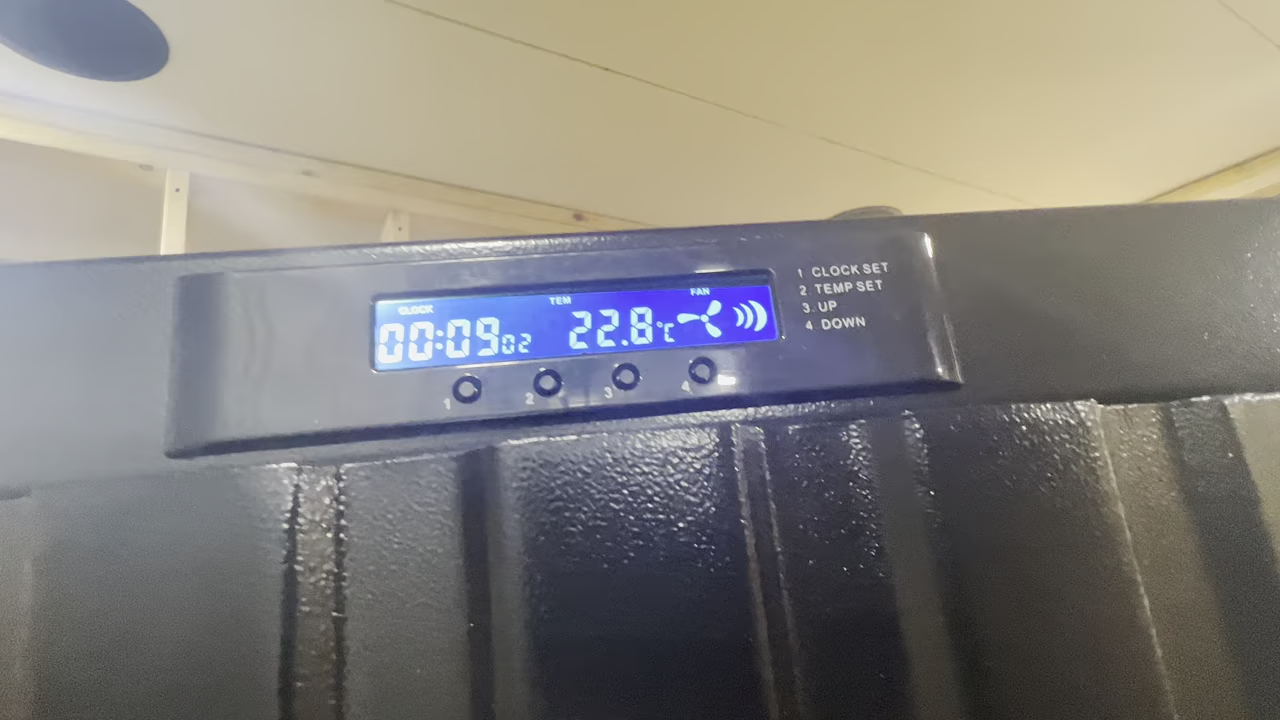 CLOCK TEM FAN
00:09 02 22.8°C
1 2 3 4
1 CLOCK SET
2 TEMP SET
3. UP
4 DOWN